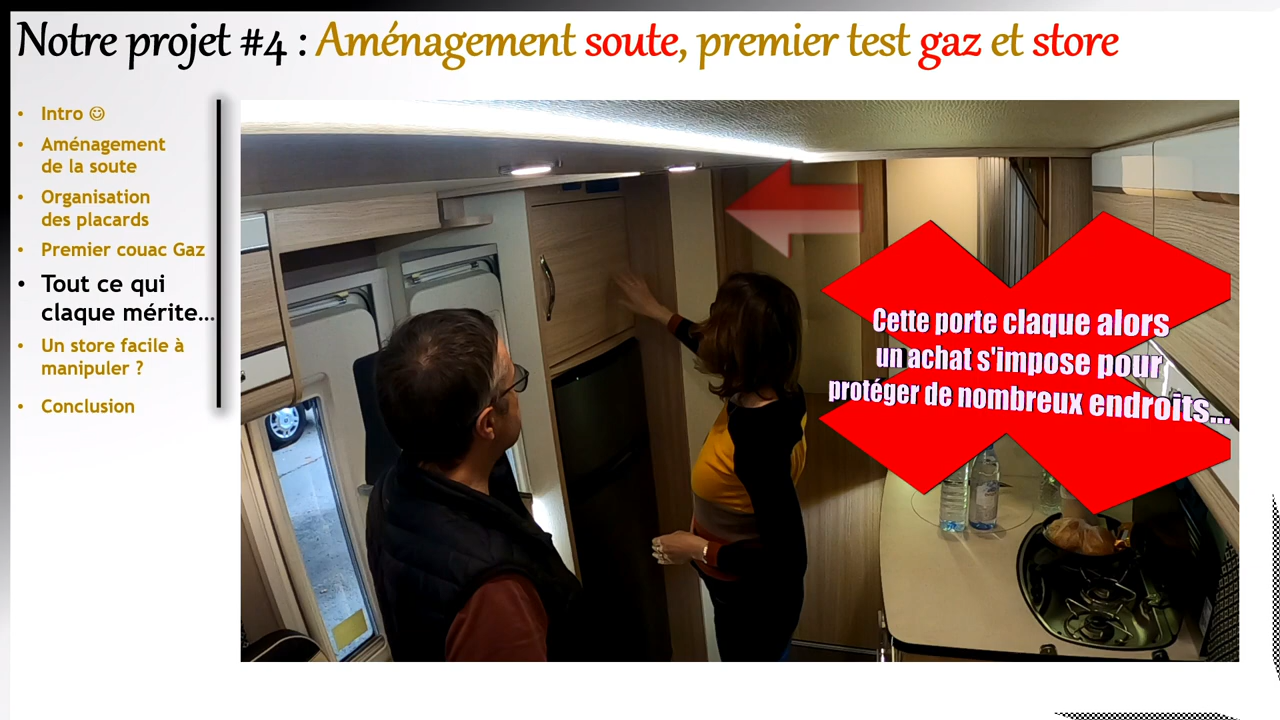 Notre projet #4 : Aménagement soute, premier test gaz et store
• Intro ☺
• Aménagement
de la soute
• Organisation
des placards
• Premier couac Gaz
• Tout ce qui
claque mérite...
• Un store facile à
manipuler ?
• Conclusion
Cette porte claque alors
un achat s'impose pour
protéger de nombreux endroits...